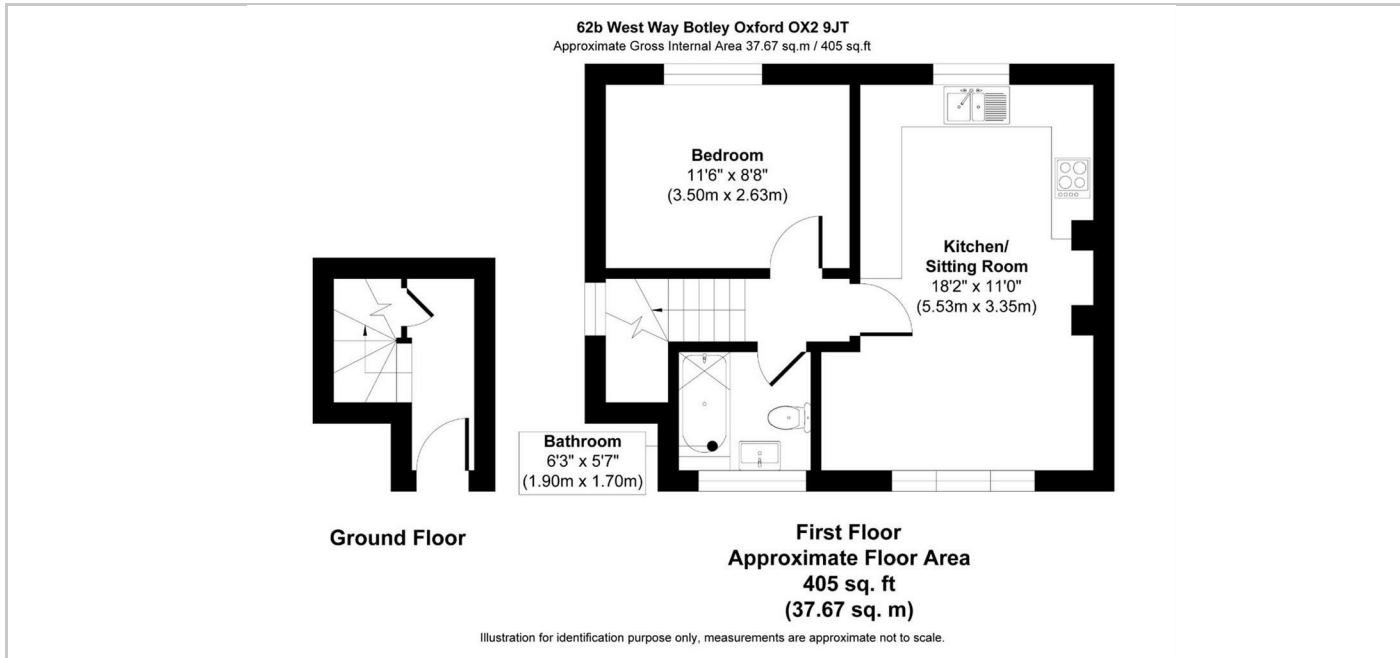 62b West Way Botley Oxford OX2 9JT
Approximate Gross Internal Area 37.67 sq.m / 405 sq.ft
Bedroom
11'6" x 8'8"
(3.50m x 2.63m)
Kitchen/
Sitting Room
18'2" x 11'0"
(5.53m x 3.35m)
Bathroom
6'3" x 5'7"
(1.90m x 1.70m)
Ground Floor
First Floor
Approximate Floor Area
405 sq. ft
(37.67 sq. m)
Illustration for identification purpose only, measurements are approximate not to scale.